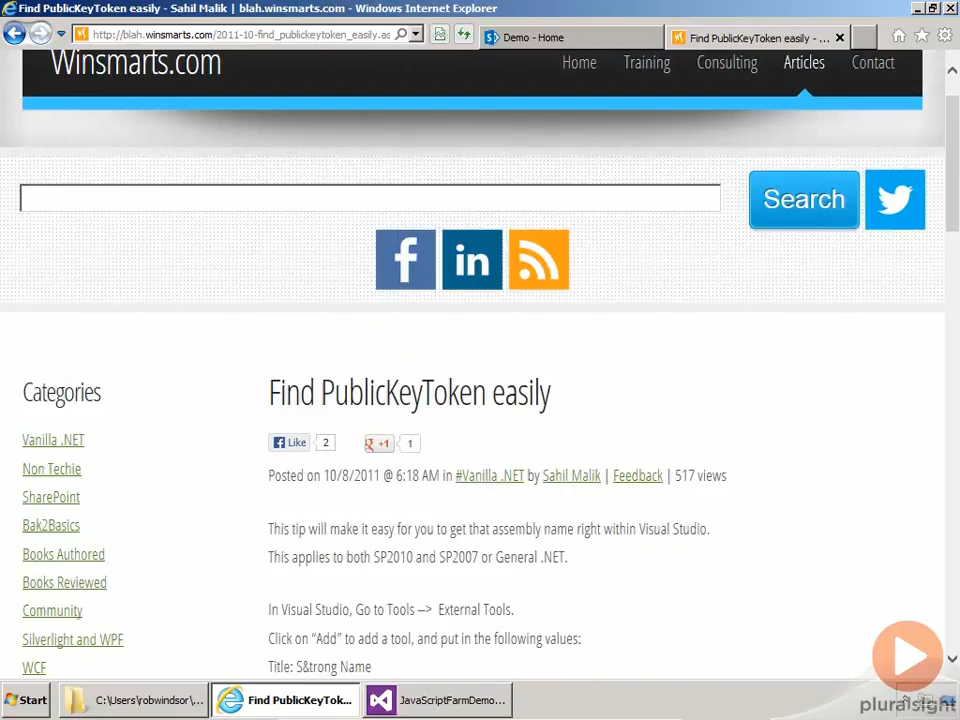 Find PublicKeyToken easily - Sahil Malik | blah.winsmarts.com - Windows Internet Explorer
http://blah.winsmarts.com/2011-10-find_publickeytoken_easily.as
Demo - Home
Find PublicKeyToken easily - ...
Winsmarts.com
Home
Training
Consulting
Articles
Contact
Search
Categories
Find PublicKeyToken easily
Vanilla .NET
Like 2
+1 1
Non Techie
Posted on 10/8/2011 @ 6:18 AM in #Vanilla .NET by Sahil Malik | Feedback | 517 views
SharePoint
Bak2Basics
This tip will make it easy for you to get that assembly name right within Visual Studio.
Books Authored
This applies to both SP2010 and SP2007 or General .NET.
Books Reviewed
Community
In Visual Studio, Go to Tools –> External Tools.
Silverlight and WPF
Click on “Add” to add a tool, and put in the following values:
WCF
Title: S&trong Name
Start
C:\Users\robwindsor\...
Find PublicKeyTok...
JavaScriptFarmDemo...
pluralsight